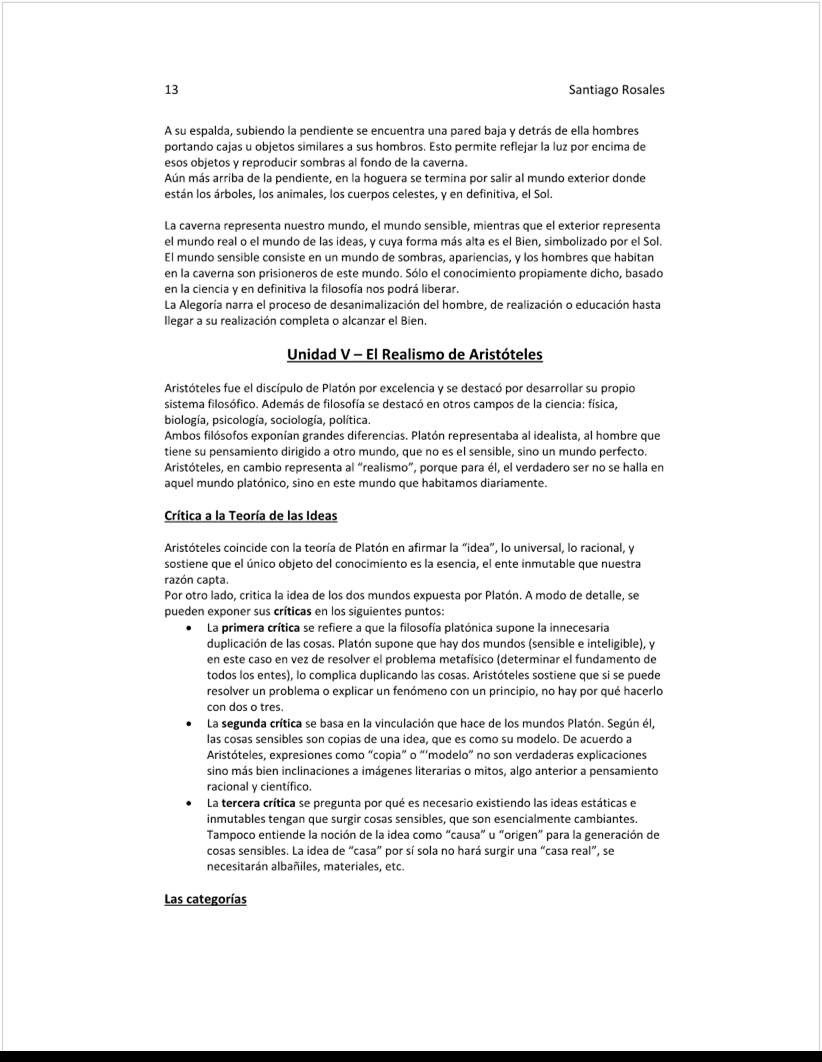 13 Santiago Rosales
A su espalda, subiendo la pendiente se encuentra una pared baja y detrás de ella hombres
portando cajas u objetos similares a sus hombros. Esto permite reflejar la luz por encima de
esos objetos y reproducir sombras al fondo de la caverna.
Aún más arriba de la pendiente, en la hoguera se termina por salir al mundo exterior donde
están los árboles, los animales, los cuerpos celestes, y en definitiva, el Sol.
La caverna representa nuestro mundo, el mundo sensible, mientras que el exterior representa
el mundo real o el mundo de las ideas, y cuya forma más alta es el Bien, simbolizado por el Sol.
El mundo sensible consiste en un mundo de sombras, apariencias, y los hombres que habitan
en la caverna son prisioneros de este mundo. Sólo el conocimiento propiamente dicho, basado
en la ciencia y en definitiva la filosofía nos podrá liberar.
La Alegoría narra el proceso de desanimalización del hombre, de realización o educación hasta
llegar a su realización completa o alcanzar el Bien.
Unidad V – El Realismo de Aristóteles
Aristóteles fue el discípulo de Platón por excelencia y se destacó por desarrollar su propio
sistema filosófico. Además de filosofía se destacó en otros campos de la ciencia: física,
biología, psicología, sociología, política.
Ambos filósofos exponían grandes diferencias. Platón representaba al idealista, al hombre que
tiene su pensamiento dirigido a otro mundo, que no es el sensible, sino un mundo perfecto.
Aristóteles, en cambio representa al “realismo”, porque para él, el verdadero ser no se halla en
aquel mundo platónico, sino en este mundo que habitamos diariamente.
Crítica a la Teoría de las Ideas
Aristóteles coincide con la teoría de Platón en afirmar la “idea”, lo universal, lo racional, y
sostiene que el único objeto del conocimiento es la esencia, el ente inmutable que nuestra
razón capta.
Por otro lado, critica la idea de los dos mundos expuesta por Platón. A modo de detalle, se
pueden exponer sus críticas en los siguientes puntos:
• La primera crítica se refiere a que la filosofía platónica supone la innecesaria
duplicación de las cosas. Platón supone que hay dos mundos (sensible e inteligible), y
en este caso en vez de resolver el problema metafísico (determinar el fundamento de
todos los entes), lo complica duplicando las cosas. Aristóteles sostiene que si se puede
resolver un problema o explicar un fenómeno con un principio, no hay por qué hacerlo
con dos o tres.
• La segunda crítica se basa en la vinculación que hace de los mundos Platón. Según él,
las cosas sensibles son copias de una idea, que es como su modelo. De acuerdo a
Aristóteles, expresiones como “copia” o “‘modelo” no son verdaderas explicaciones
sino más bien inclinaciones a imágenes literarias o mitos, algo anterior a pensamiento
racional y científico.
• La tercera crítica se pregunta por qué es necesario existiendo las ideas estáticas e
inmutables tengan que surgir cosas sensibles, que son esencialmente cambiantes.
Tampoco entiende la noción de la idea como “causa” u “origen” para la generación de
cosas sensibles. La idea de “casa” por sí sola no hará surgir una “casa real”, se
necesitarán albañiles, materiales, etc.
Las categorías